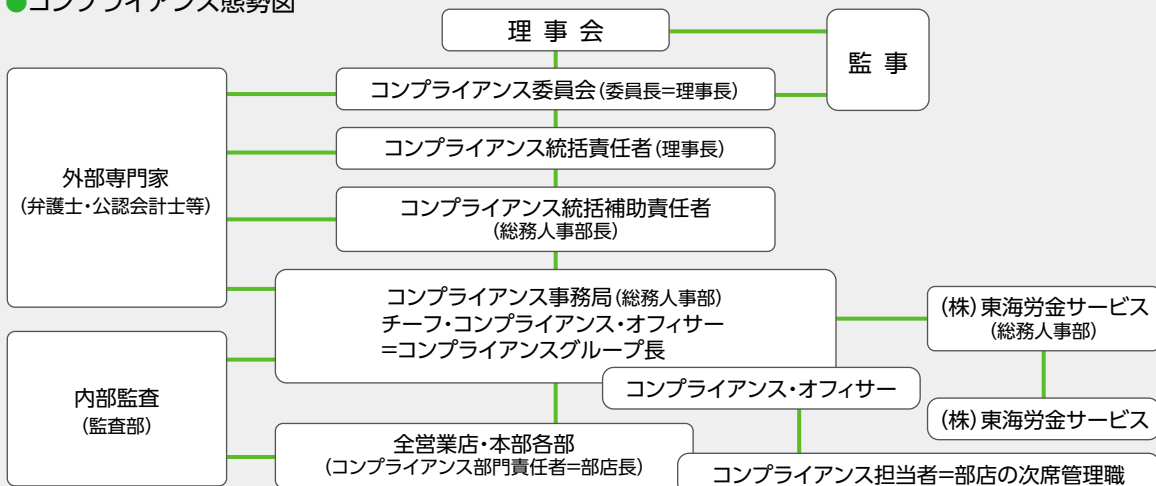 ●コンプライアンス態勢図
理事会
監事
コンプライアンス委員会(委員長=理事長)
コンプライアンス統括責任者(理事長)
外部専門家
(弁護士・公認会計士等)
コンプライアンス統括補助責任者
(総務人事部長)
コンプライアンス事務局(総務人事部)
チーフ・コンプライアンス・オフィサー
=コンプライアンスグループ長
(株)東海労金サービス
(総務人事部)
コンプライアンス・オフィサー
内部監査
(監査部)
(株)東海労金サービス
全営業店・本部各部
(コンプライアンス部門責任者=部店長)
コンプライアンス担当者=部店の次席管理職